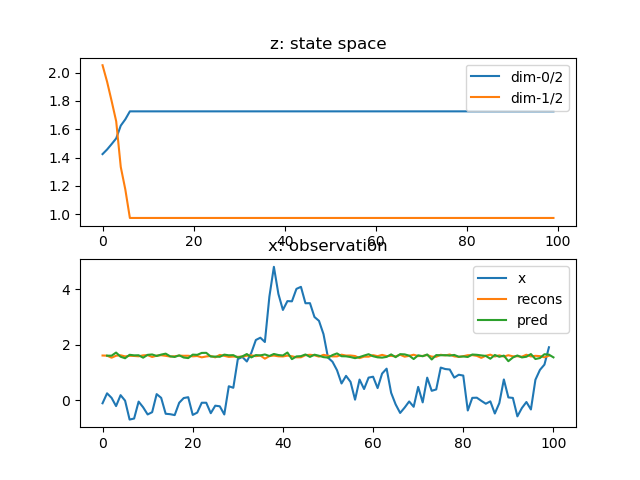 z: state space
2.0
1.8
1.6
1.4
1.2
1.0
dim-0/2
dim-1/2
0 20 40 60 80 100
x: observation
4
2
0
x
recons
pred
0 20 40 60 80 100